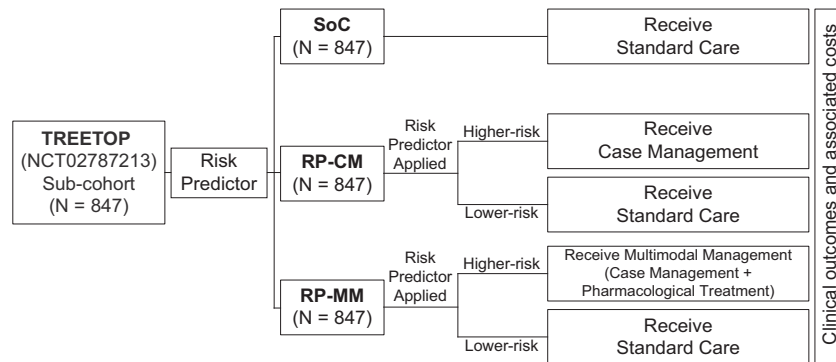 TREETOP
(NCT02787213)
Sub-cohort
(N = 847)
Risk
Predictor
SoC
(N = 847)
Receive
Standard Care
RP-CM
(N = 847)
Risk
Predictor
Applied
Higher-risk
Receive
Case Management
Lower-risk
Receive
Standard Care
RP-MM
(N = 847)
Risk
Predictor
Applied
Higher-risk
Receive Multimodal Management
(Case Management +
Pharmacological Treatment)
Lower-risk
Receive
Standard Care
Clinical outcomes and associated costs